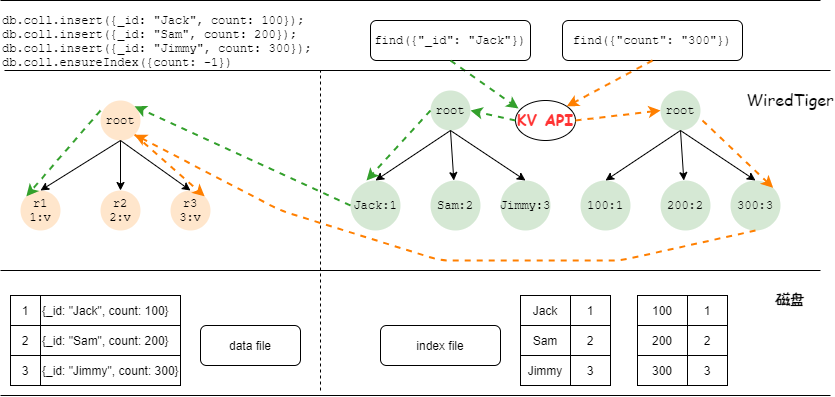 db.coll.insert({_id: "Jack", count: 100});
db.coll.insert({_id: "Sam", count: 200});
db.coll.insert({_id: "Jimmy", count: 300});
db.coll.ensureIndex({count: -1})
find({"_id": "Jack"})
find({"count": "300"})
WiredTiger
root
root
KV API
root
r1
1:v
r2
2:v
r3
3:v
Jack:1
Sam:2
Jimmy:3
100:1
200:2
300:3
磁盘
1 {_id: "Jack", count: 100}
2 {_id: "Sam", count: 200}
3 {_id: "Jimmy", count: 300}
data file
index file
Jack 1
Sam 2
Jimmy 3
100 1
200 2
300 3